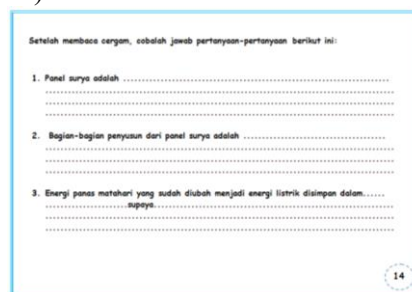 Setelah membaca cergam, cobalah jawab pertanyaan-pertanyaan berikut ini:
1. Panel surya adalah ........................................................................
........................................................................
........................................................................
........................................................................
2. Bagian-bagian penyusun dari panel surya adalah ......................................
........................................................................
........................................................................
........................................................................
3. Energi panas matahari yang sudah diubah menjadi energi listrik disimpan dalam......
......................supaya..................................................................
........................................................................
........................................................................
14